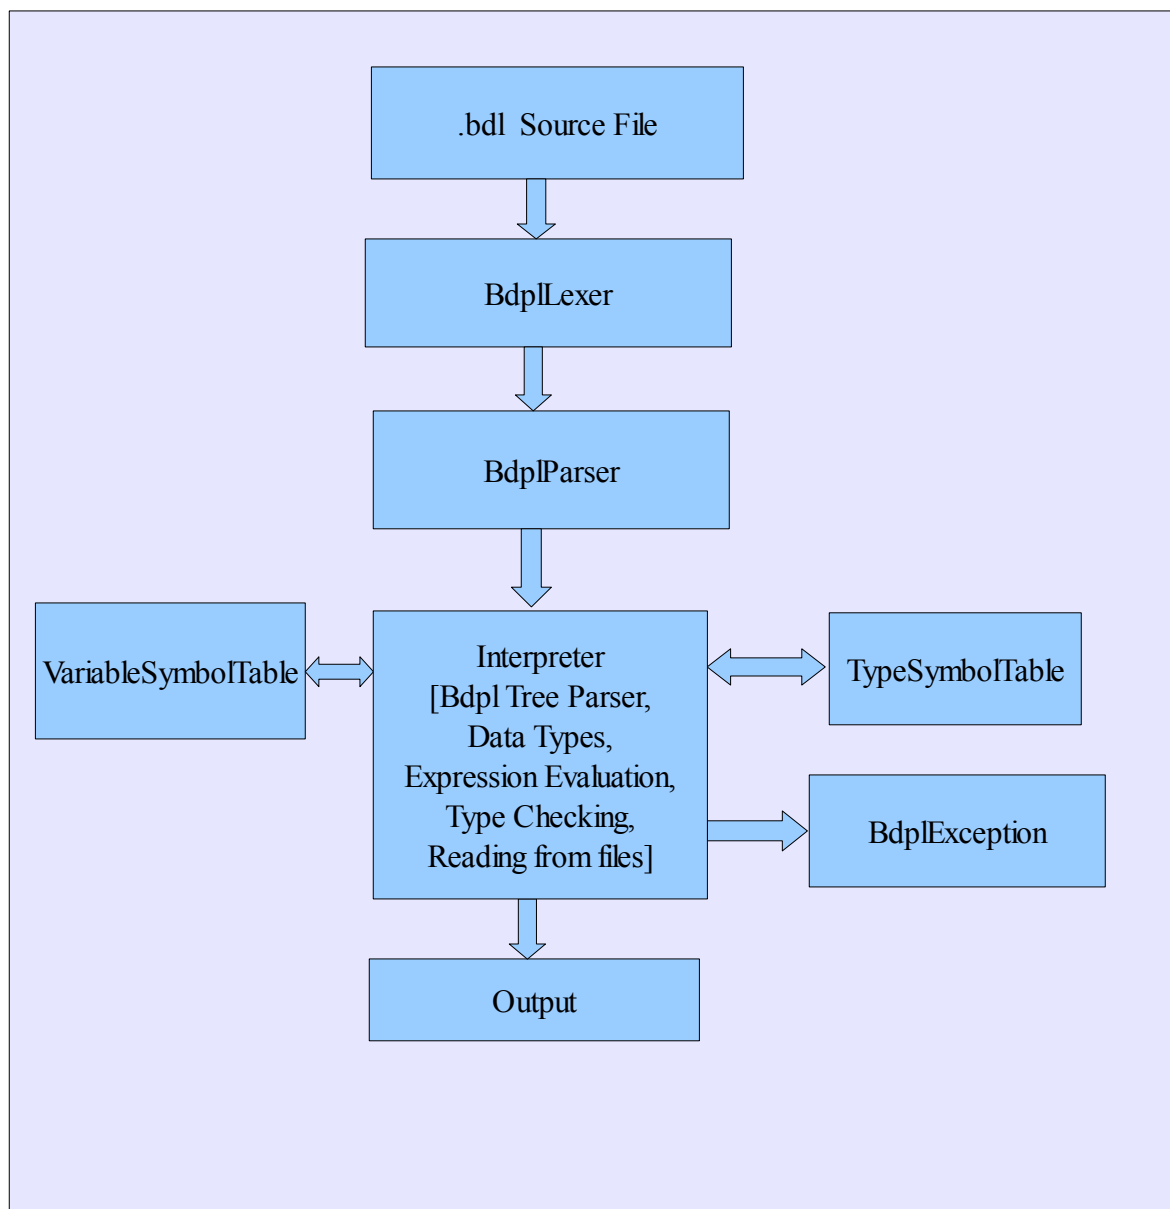 .bdl Source File
BdplLexer
BdplParser
VariableSymbolTable
Interpreter
[Bdpl Tree Parser,
Data Types,
Expression Evaluation,
Type Checking,
Reading from files]
TypeSymbolTable
BdplException
Output